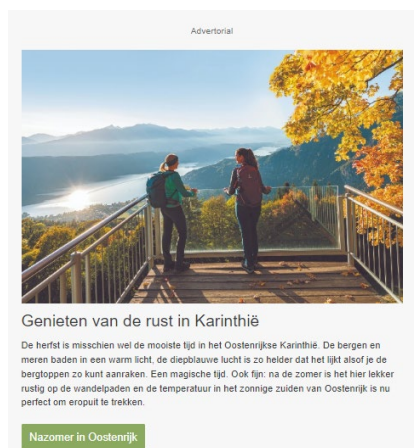 Advertorial
Genieten van de rust in Karinthië
De herfst is misschien wel de mooiste tijd in het Oostenrijkse Karinthië. De bergen en
meren baden in een warm licht, de diepblauwe lucht is zo helder dat het lijkt alsof je de
bergtoppen zo kunt aanraken. Een magische tijd. Ook fijn: na de zomer is het hier lekker
rustig op de wandelpaden en de temperatuur in het zonnige zuiden van Oostenrijk is nu
perfect om eropuit te trekken.
Nazomer in Oostenrijk